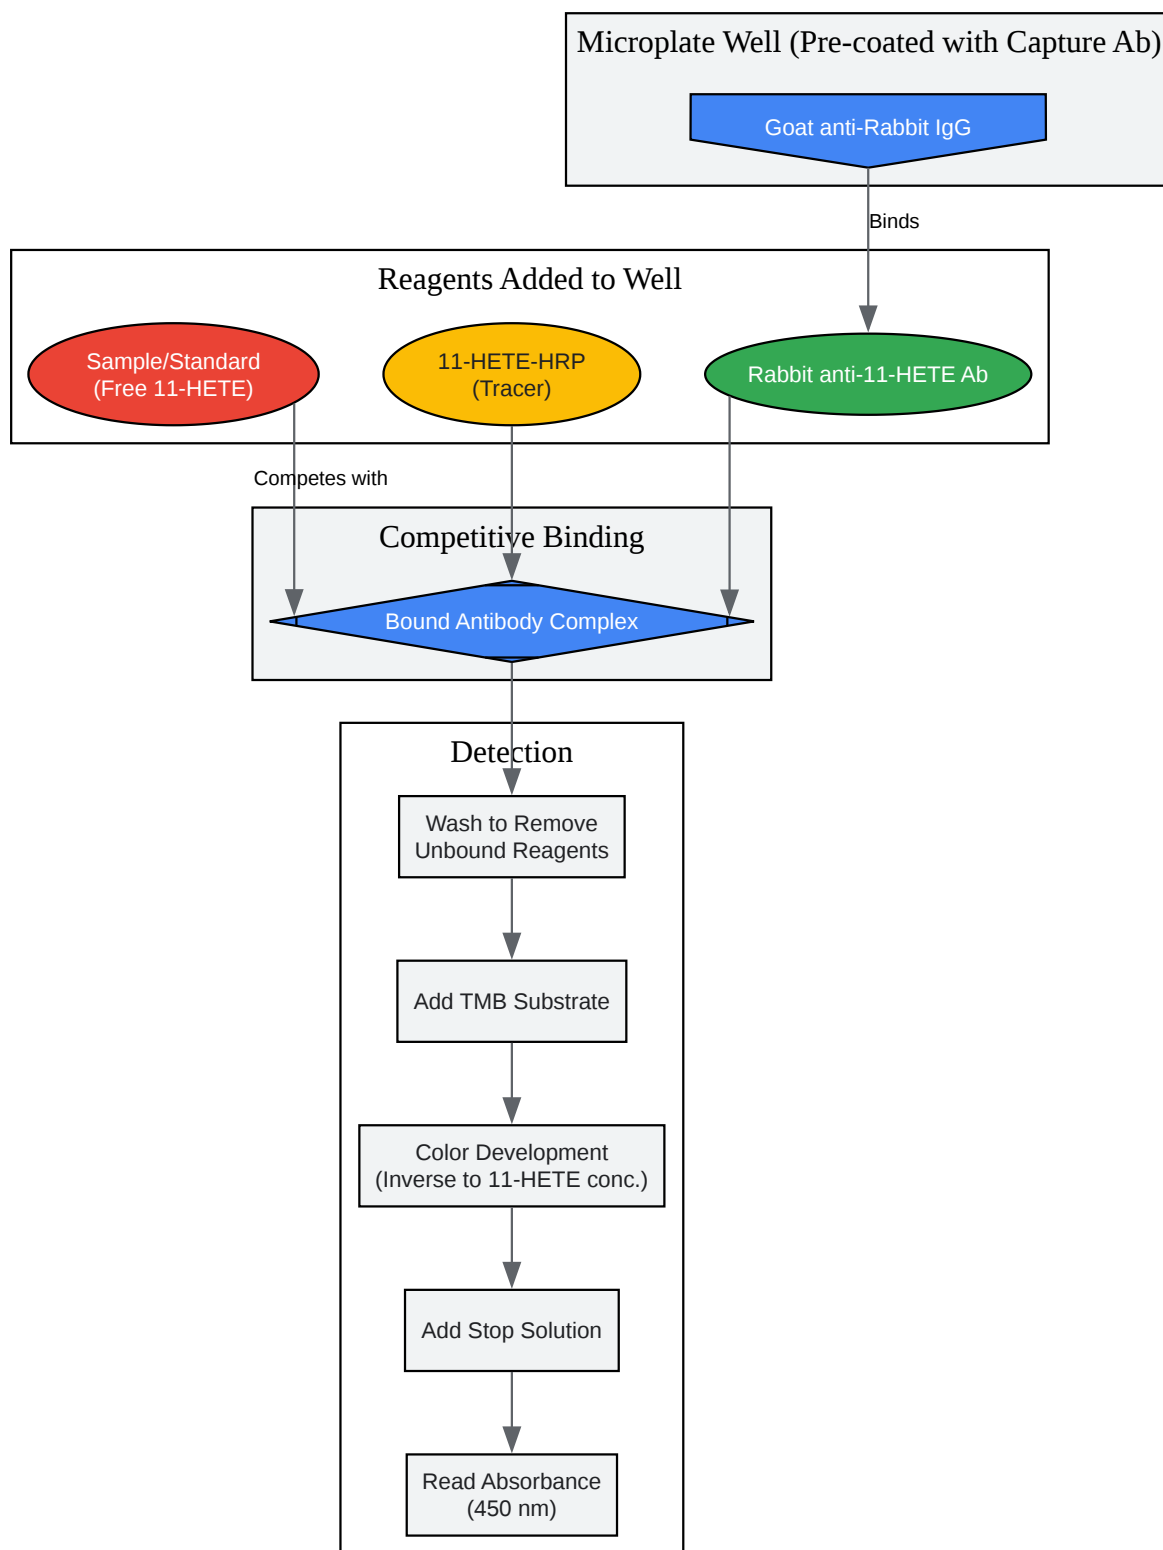 Microplate Well (Pre-coated with Capture Ab)
Goat anti-Rabbit IgG
Binds
Reagents Added to Well
Sample/Standard
(Free 11-HETE)
11-HETE-HRP
(Tracer)
Rabbit anti-11-HETE Ab
Competes with
Competitive Binding
Bound Antibody Complex
Detection
Wash to Remove
Unbound Reagents
Add TMB Substrate
Color Development
(Inverse to 11-HETE conc.)
Add Stop Solution
Read Absorbance
(450 nm)